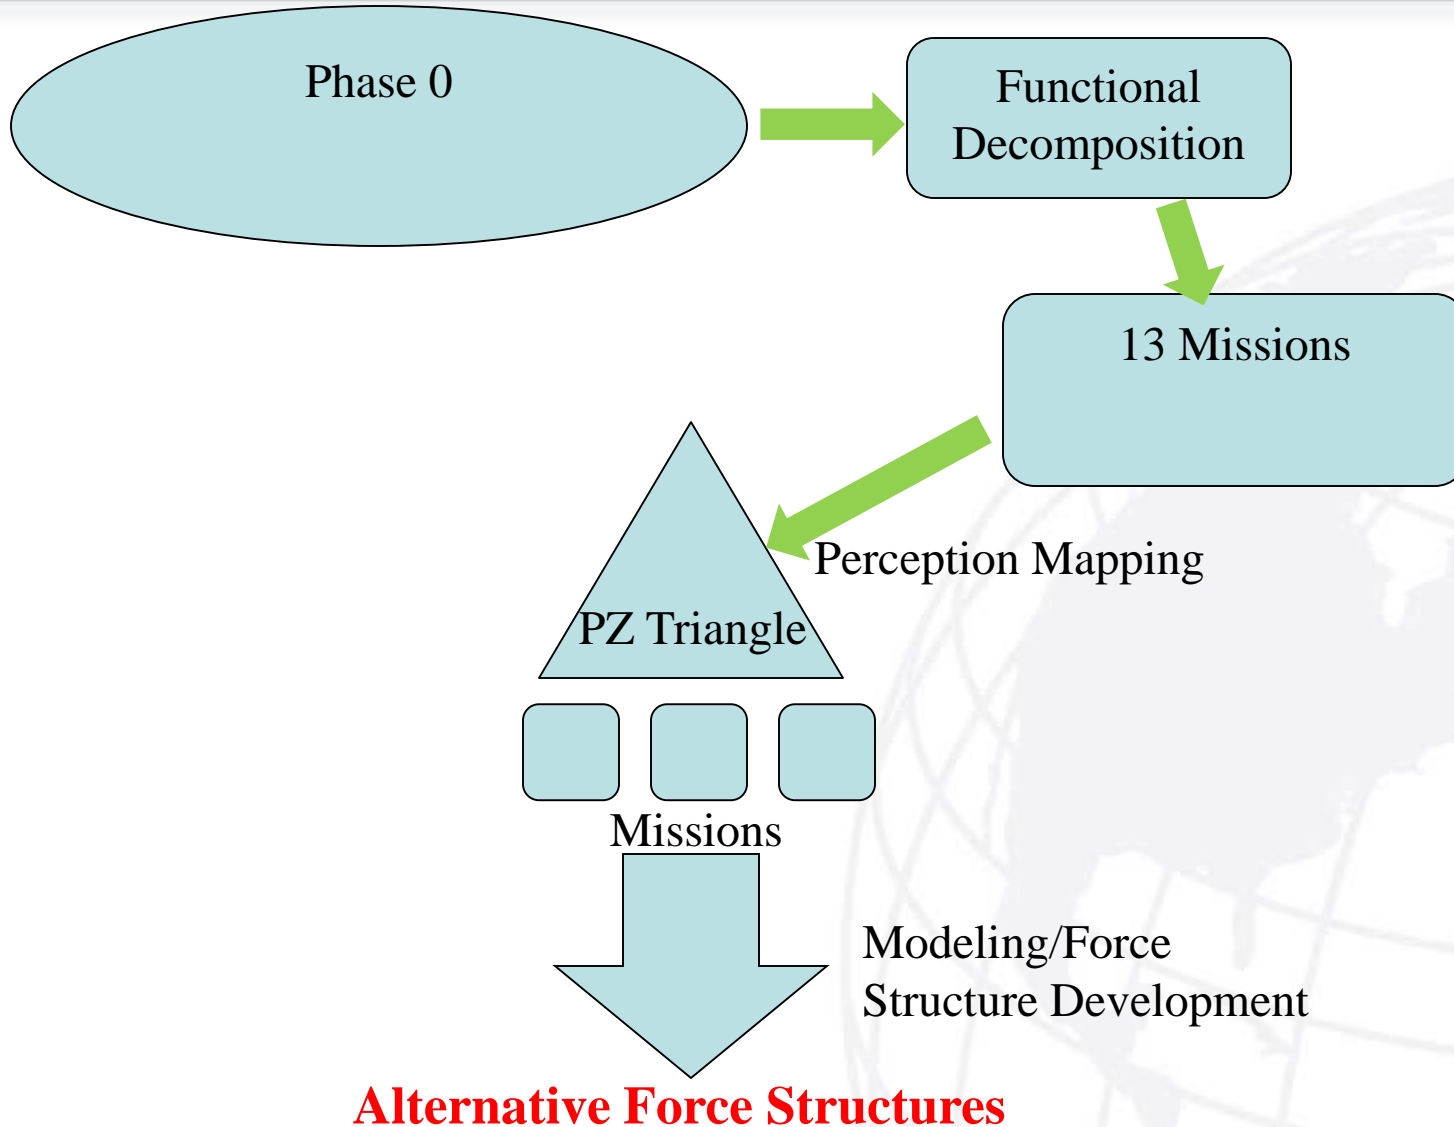 Phase 0
Functional
Decomposition
13 Missions
Perception Mapping
PZ Triangle
Missions
Modeling/Force
Structure Development
Alternative Force Structures